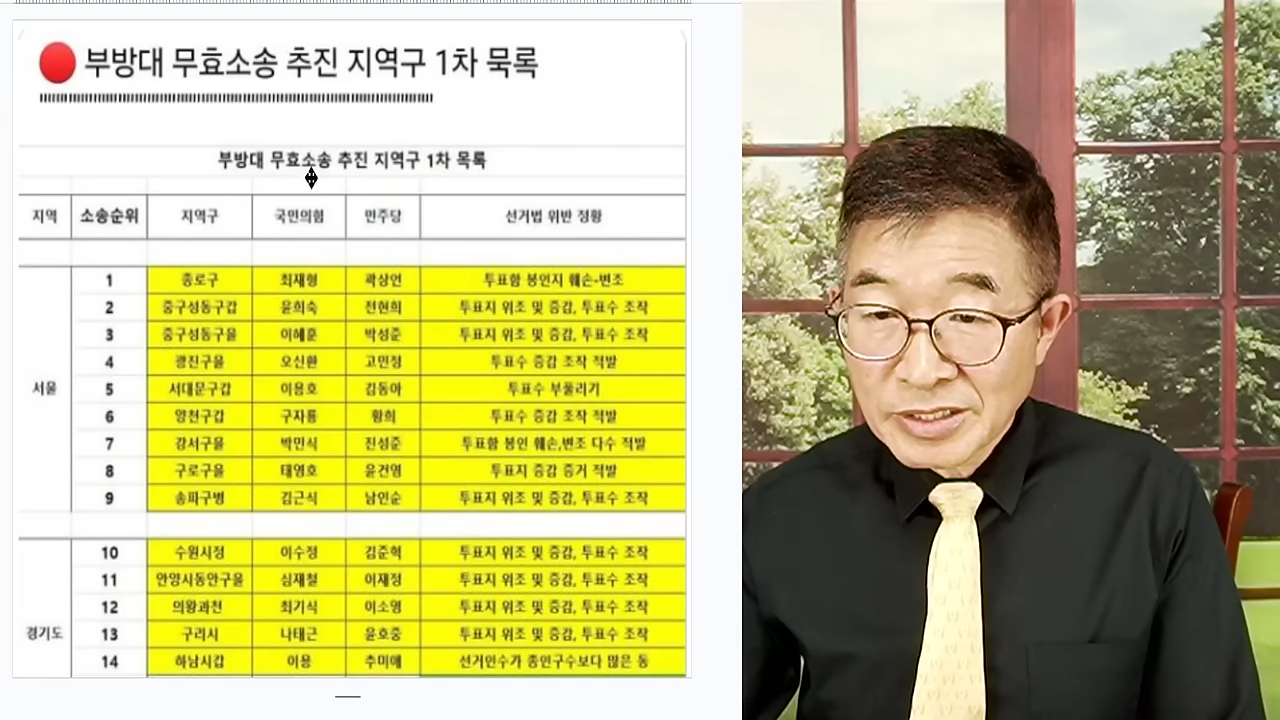 부방대 무효소송 추진 지역구 1차 묵록
부방대 무효소송 추진 지역구 1차 목록
지역 소송순위 지역구 국민의힘 민주당 선거법 위반 정황
서울
1 종로구 최재형 곽상언 투표함 봉인지 훼손-변조
2 중구성동구갑 윤희숙 전현희 투표지 위조 및 증감, 투표수 조작
3 중구성동구을 이혜훈 박성준 투표지 위조 및 증감, 투표수 조작
4 광진구을 오신환 고민정 투표수 증감 조작 적발
5 서대문구갑 이용호 김동아 투표수 부풀리기
6 양천구갑 구자룡 황희 투표수 증감 조작 적발
7 강서구을 박민식 진성준 투표함 봉인 훼손,변조 다수 적발
8 구로구을 태영호 윤건영 투표지 증감 증거 적발
9 송파구병 김근식 남인순 투표지 위조 및 증감, 투표수 조작
경기도
10 수원시정 이수정 김준혁 투표지 위조 및 증감, 투표수 조작
11 안양시동안구을 심재철 이재정 투표지 위조 및 증감, 투표수 조작
12 의왕과천 최기식 이소영 투표지 위조 및 증감, 투표수 조작
13 구리시 나태근 윤호중 투표지 위조 및 증감, 투표수 조작
14 하남시갑 이용 추미애 선거인수가 총인구수보다 많은 동